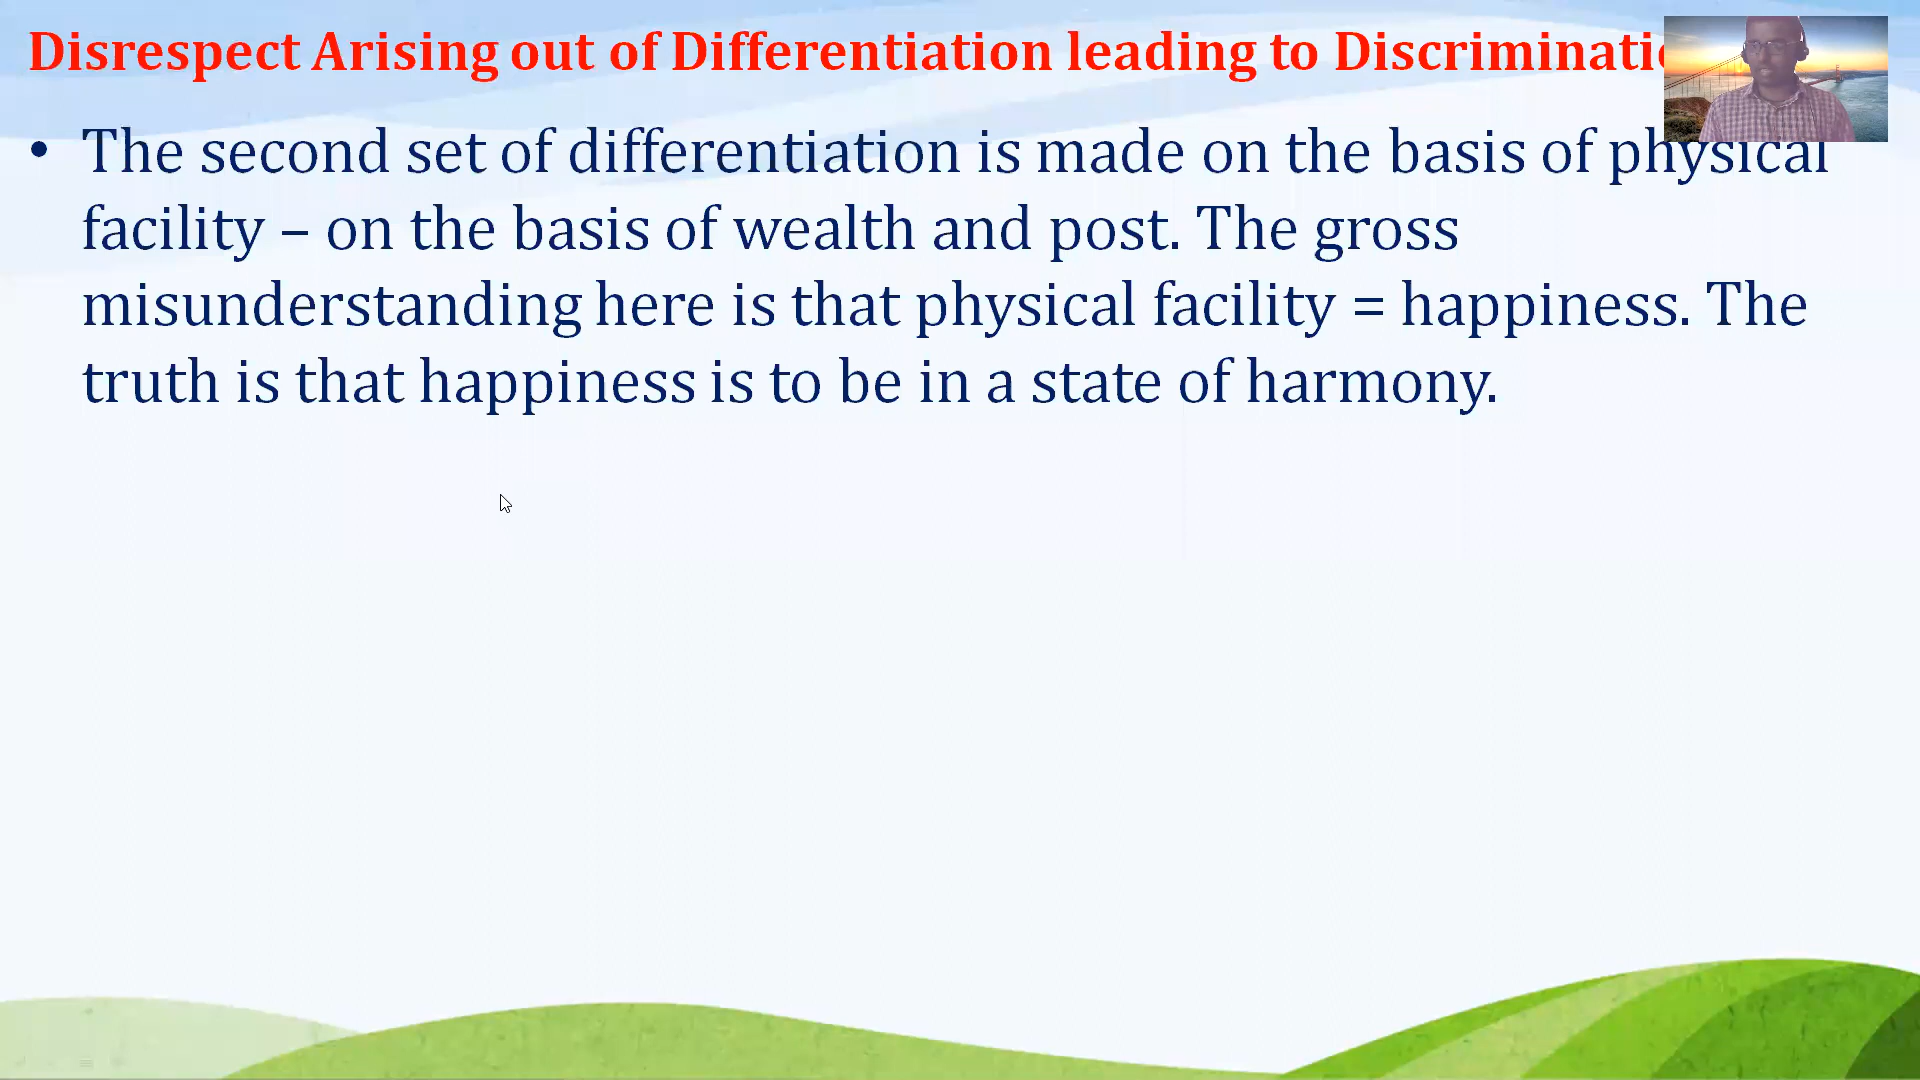 Disrespect Arising out of Differentiation leading to Discriminatio
• The second set of differentiation is made on the basis of physical
facility – on the basis of wealth and post. The gross
misunderstanding here is that physical facility = happiness. The
truth is that happiness is to be in a state of harmony.